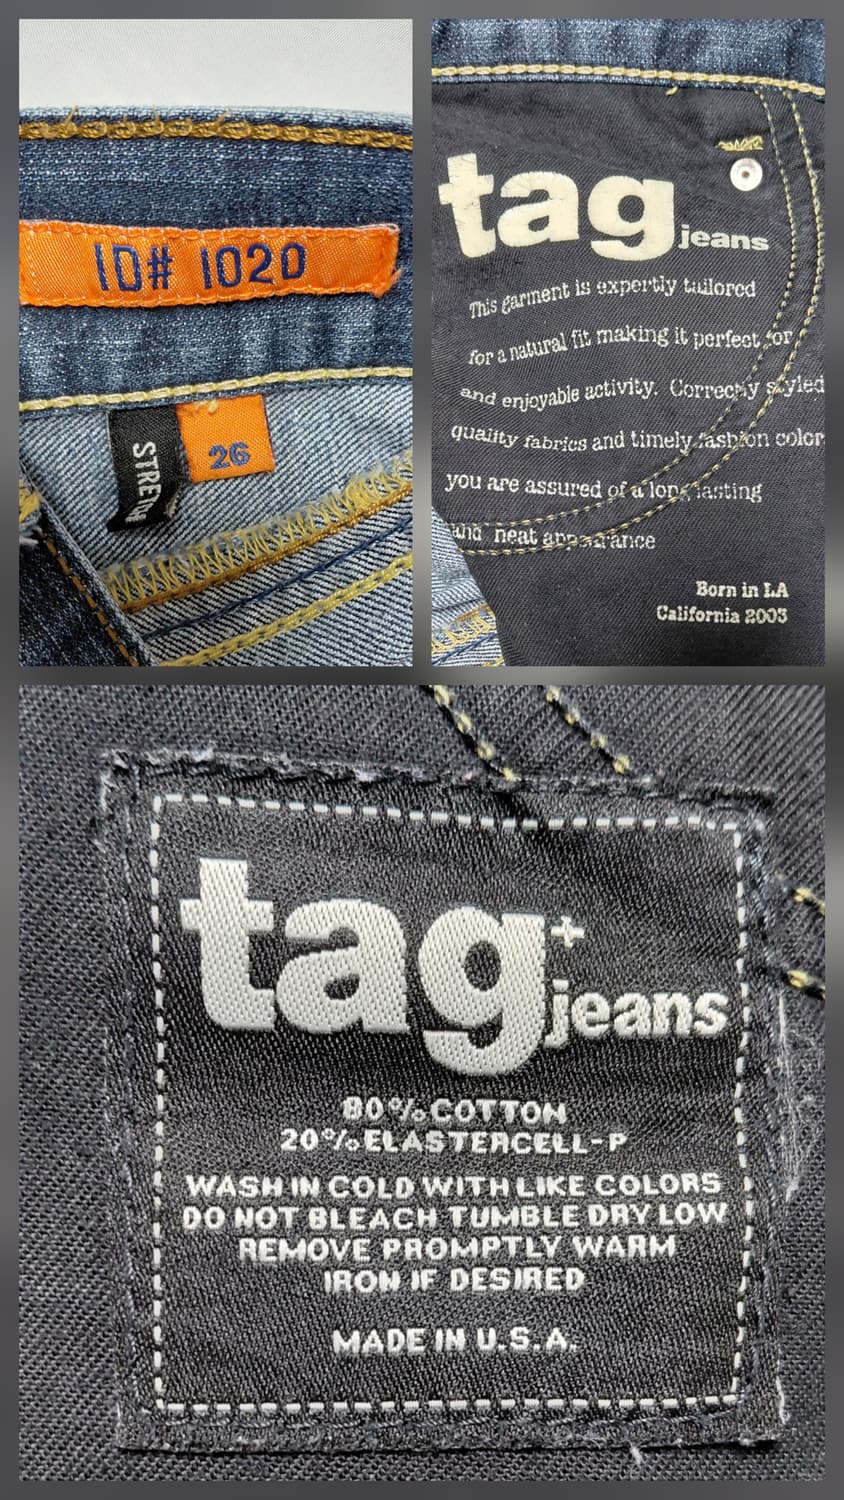 ID# 1020
STRETCH
26
tag jeans
This garment is expertly tailored
for a natural fit making it perfect for
and enjoyable activity. Correctly styled
quality fabrics and timely fashion color
you are assured of a long lasting
and neat appearance
Born in LA
California 2003
tag+ jeans
80% COTTON
20% ELASTERCELL-P
WASH IN COLD WITH LIKE COLORS
DO NOT BLEACH TUMBLE DRY LOW
REMOVE PROMPTLY WARM
IRON IF DESIRED
MADE IN U.S.A.